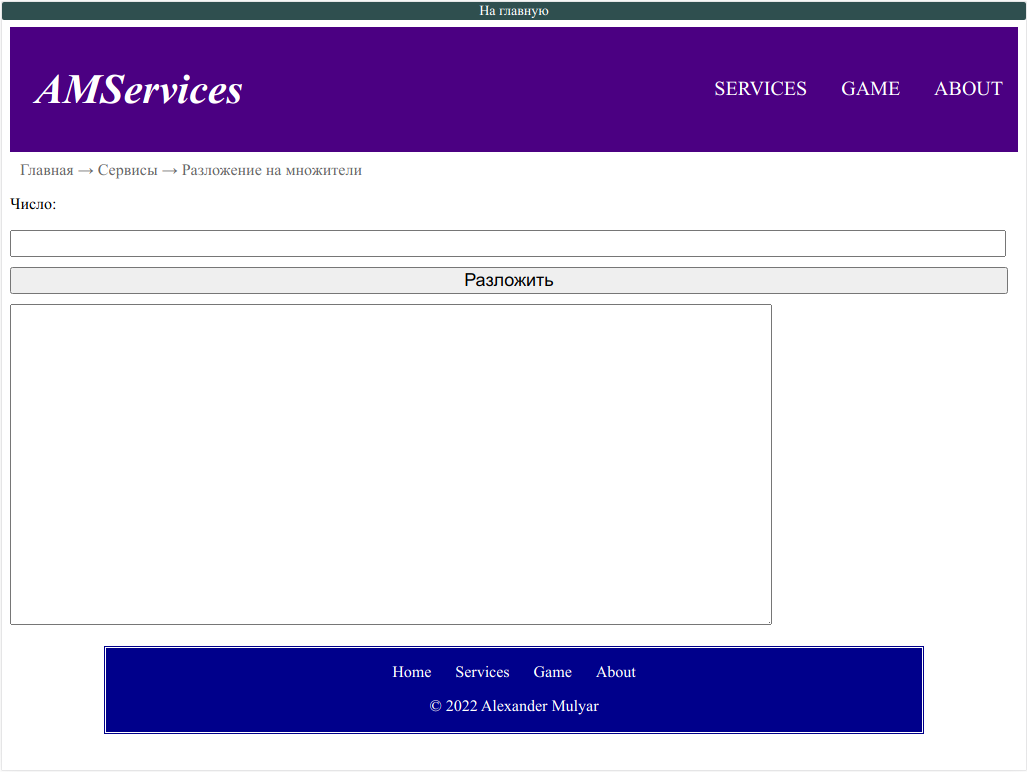 На главную
AMServices
SERVICES GAME ABOUT
Главная → Сервисы → Разложение на множители
Число:
Разложить
Home Services Game About
© 2022 Alexander Mulyar